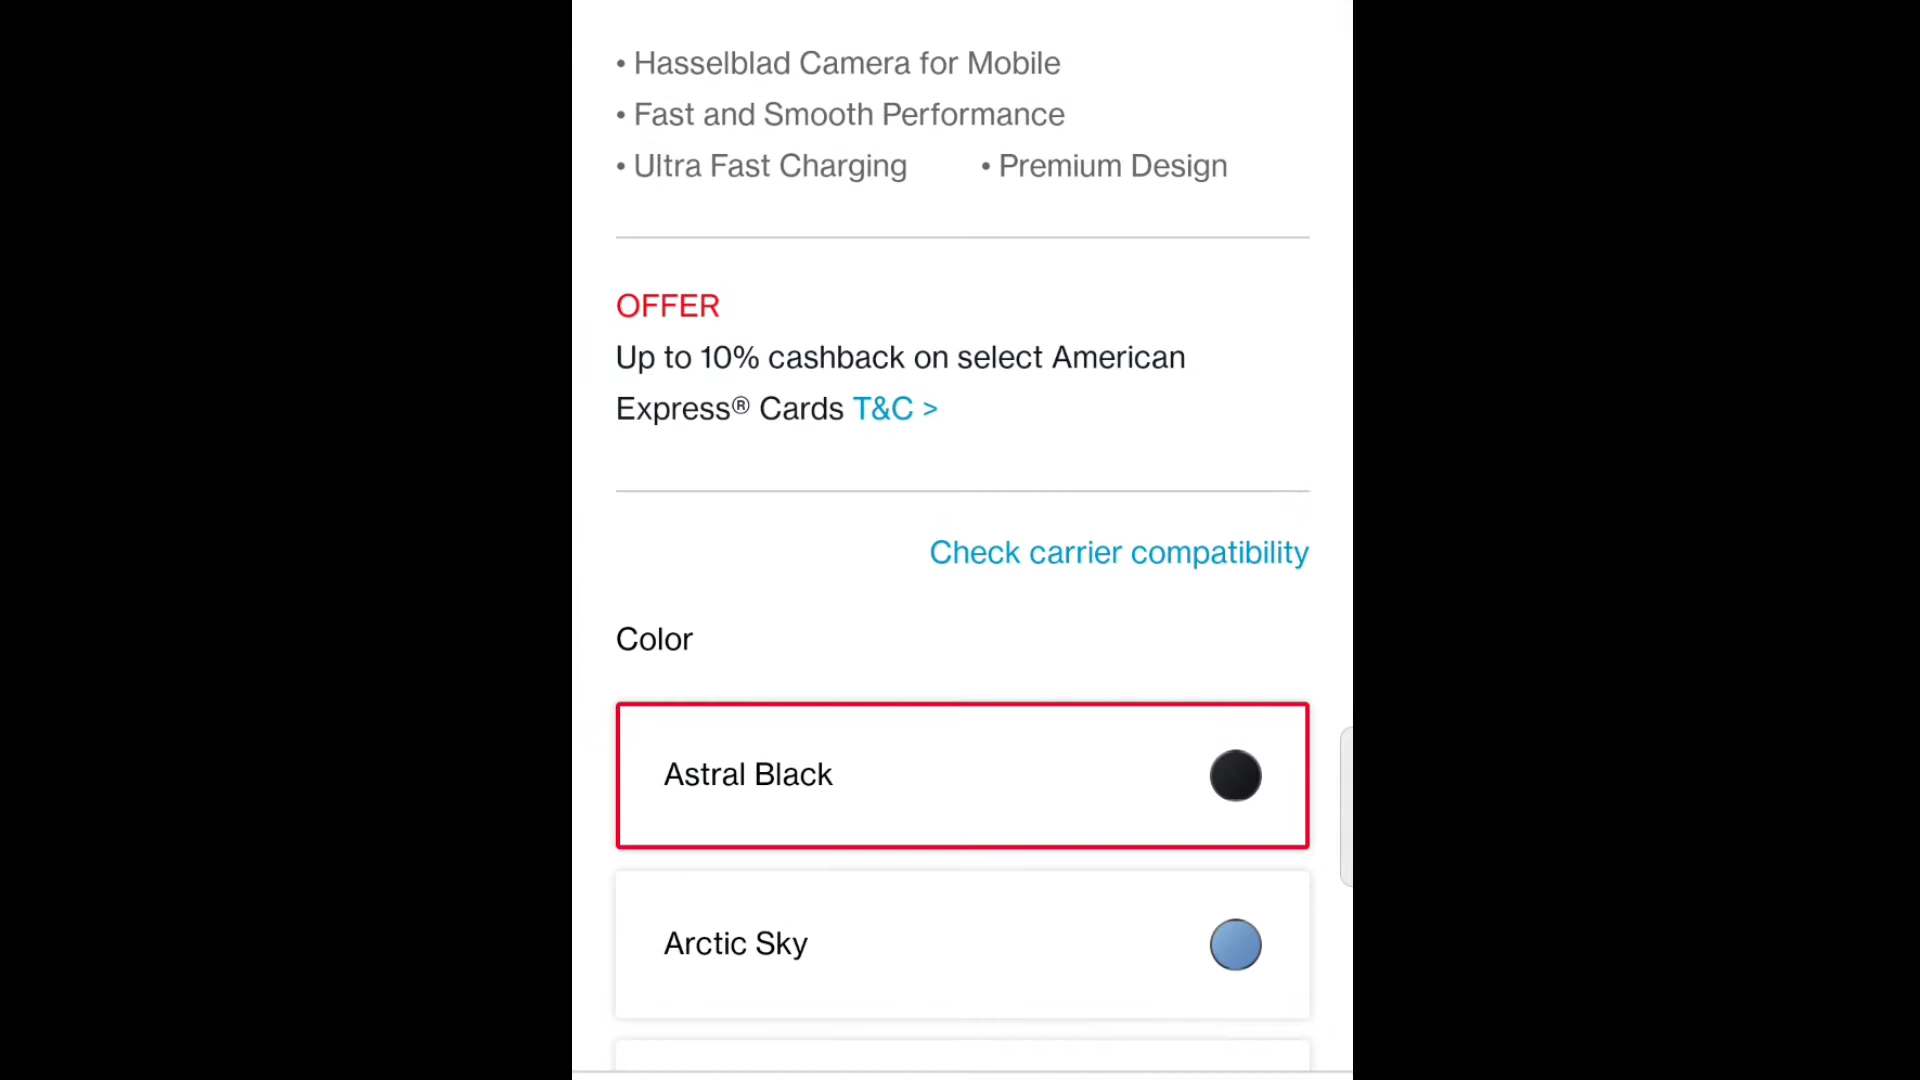 • Hasselblad Camera for Mobile
• Fast and Smooth Performance
• Ultra Fast Charging • Premium Design
OFFER
Up to 10% cashback on select American
Express® Cards T&C >
Check carrier compatibility
Color
Astral Black
Arctic Sky